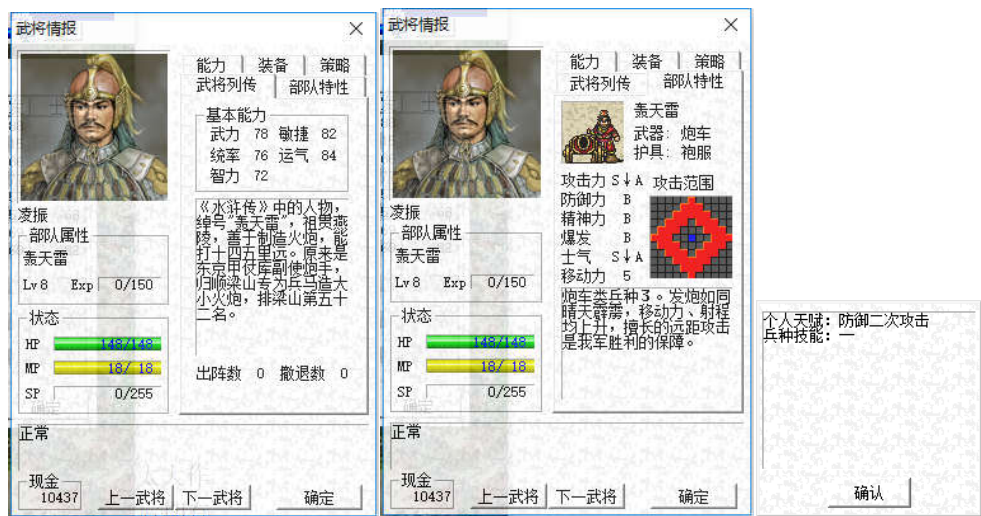 武将情报
能力 装备 策略
武将列传 部队特性
基本能力
武力 78 敏捷 82
统率 76 运气 84
智力 72
凌振
部队属性
轰天雷
Lv 8 Exp 0/150
状态
HP 148/148
MP 18/ 18
SP 0/255
《水浒传》中的人物,
绰号"轰天雷",祖贯燕
陵,善于制造火炮,能
打十四五里远。原来是
东京甲仗库副使炮手,
归顺梁山专为兵马造大
小火炮,排梁山第五十
二名。
出阵数 0 撤退数 0
正常
现金
10437
上一武将 下一武将 确定
武将情报
能力 装备 策略
武将列传 部队特性
轰天雷
武器: 炮车
护具: 袍服
攻击力 S↓A 攻击范围
防御力 B
精神力 B
爆发 B
士气 S↓A
移动力 5
凌振
部队属性
轰天雷
Lv 8 Exp 0/150
状态
HP 148/148
MP 18/ 18
SP 0/255
炮车类兵种3。发炮如同
晴天霹雳,移动力、射程
均上升,擅长的远距攻击
是我军胜利的保障。
正常
现金
10437
上一武将 下一武将 确定
个人天赋: 防御二次攻击
兵种技能: 一
确认